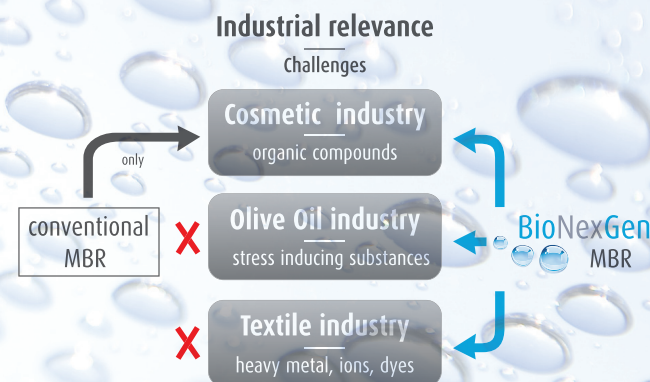 Industrial relevance
Challenges
Cosmetic industry
organic compounds
only
conventional
MBR
Olive Oil industry
stress inducing substances
BioNexGen
MBR
Textile industry
heavy metal, ions, dyes